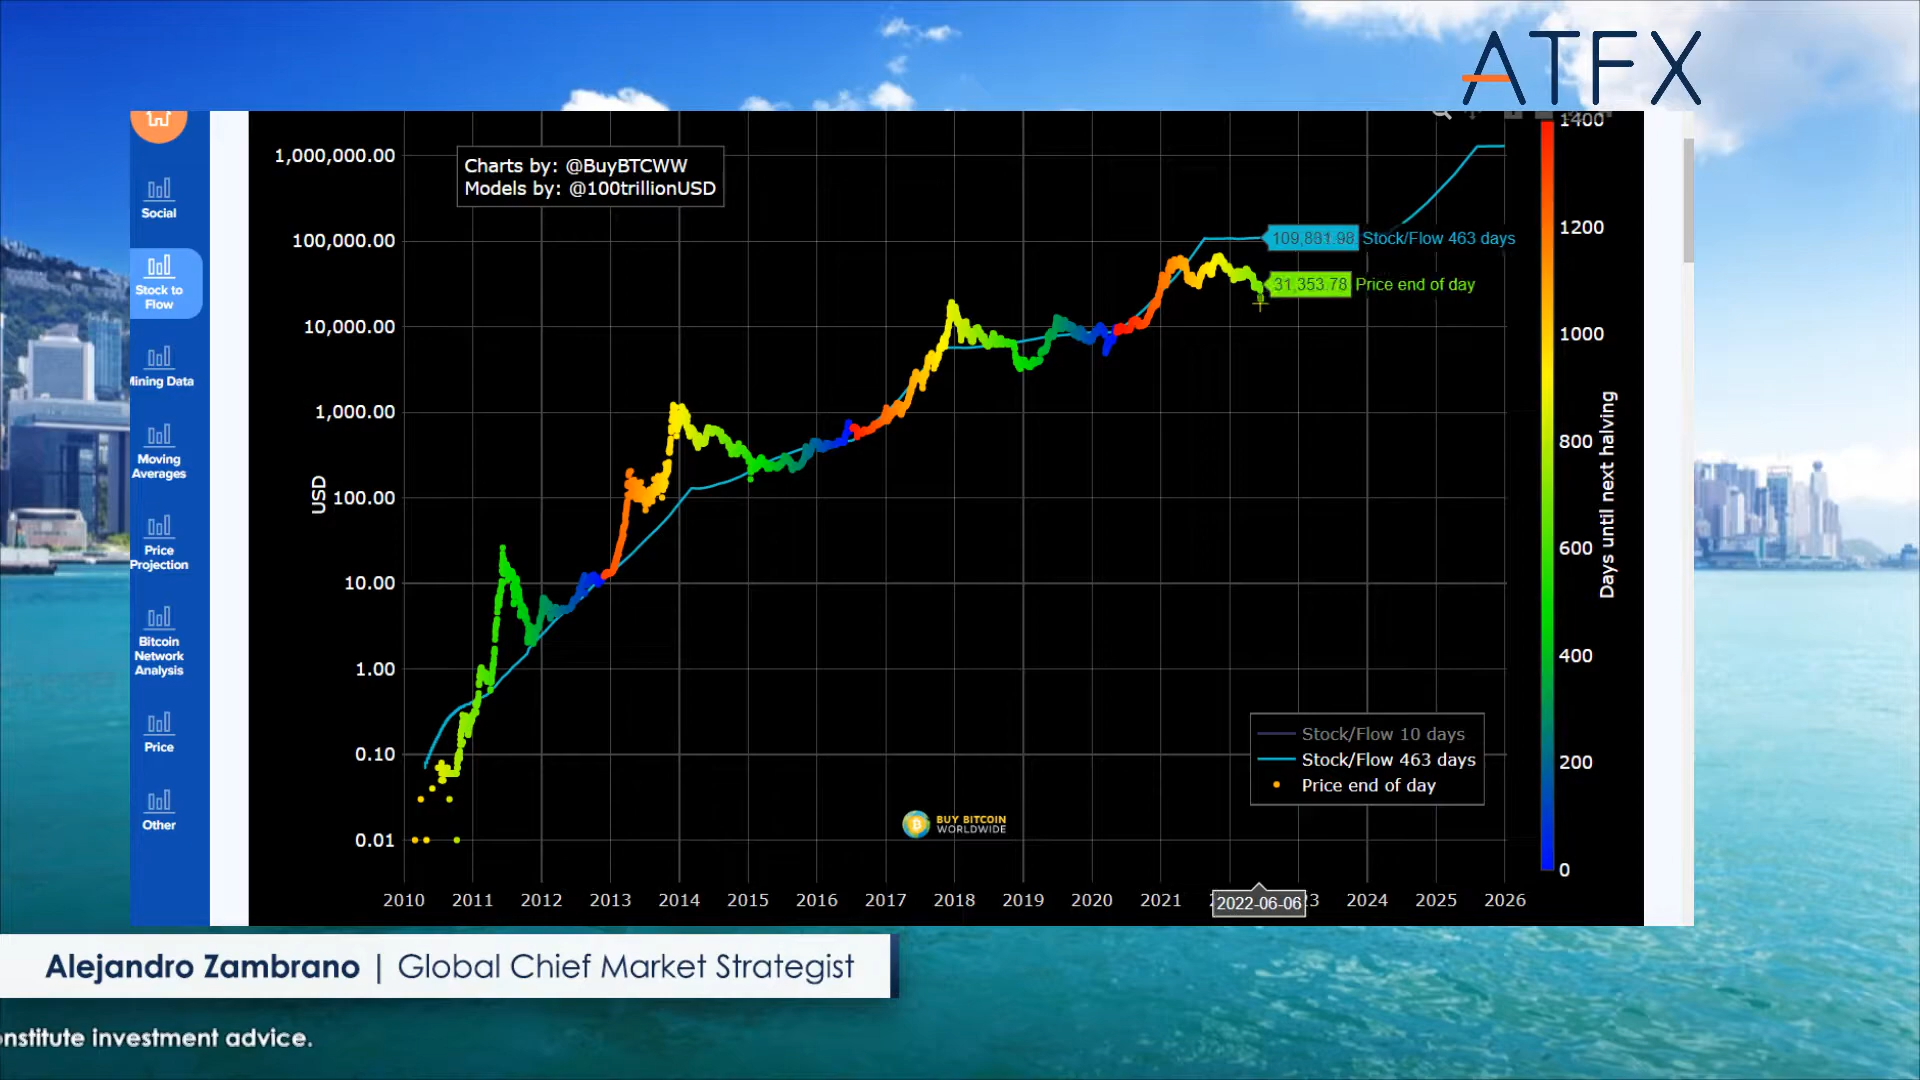 ATFX
Social
Stock to
Flow
Mining Data
Moving
Averages
Price
Projection
Bitcoin
Network
Analysis
Price
Other
Charts by: @BuyBTCWW
Models by: @100trillionUSD
1,000,000.00
100,000.00
10,000.00
1,000.00
100.00
10.00
1.00
0.10
0.01
USD
109,881.98 Stock/Flow 463 days
31,353.78 Price end of day
Stock/Flow 10 days
Stock/Flow 463 days
Price end of day
BUY BITCOIN
WORLDWIDE
2010 2011 2012 2013 2014 2015 2016 2017 2018 2019 2020 2021 2022-06-06 3 2024 2025 2026
1400
1200
1000
800
600
400
200
0
Days until next halving
Alejandro Zambrano | Global Chief Market Strategist
onstitute investment advice.